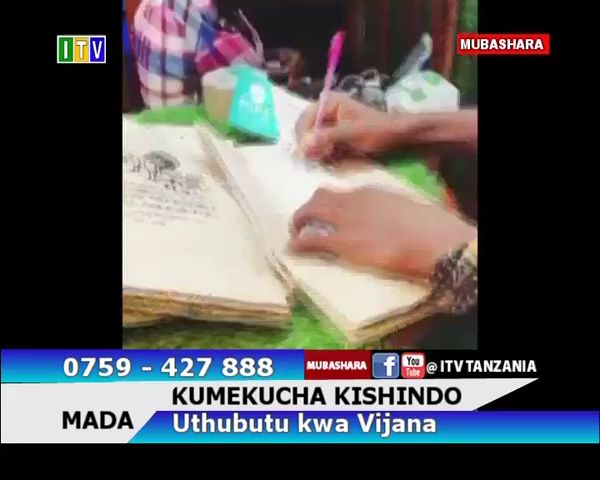 ITV
MUBASHARA
0759 - 427 888
MUBASHARA f You Tube @ ITV TANZANIA
KUMEKUCHA KISHINDO
MADA
Uthubutu kwa Vijana